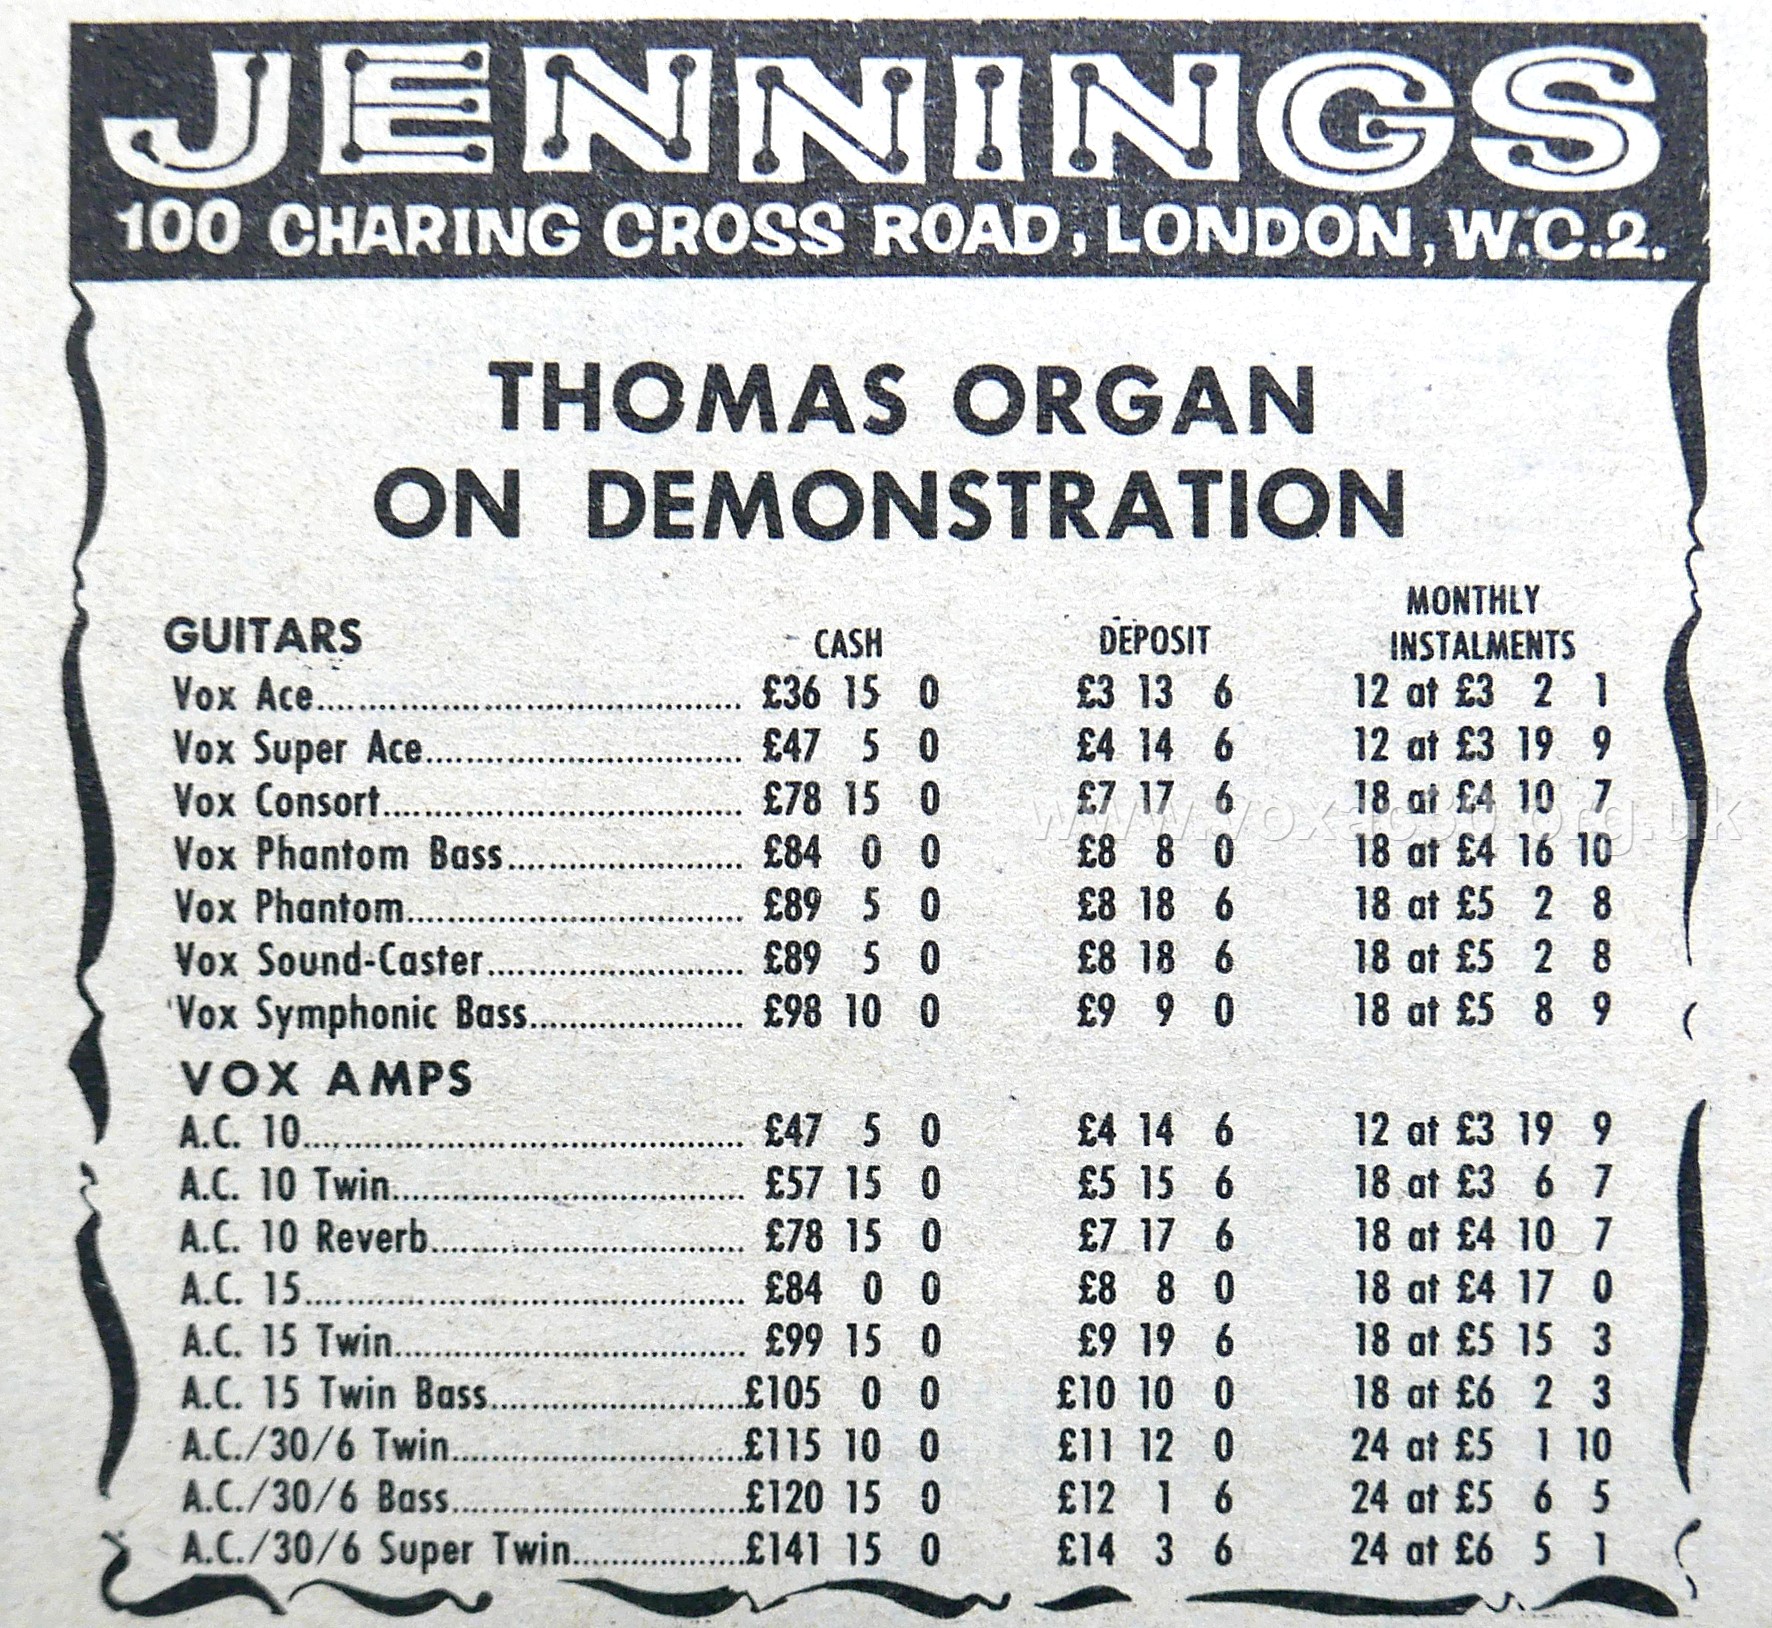 JENNINGS
100 CHARING CROSS ROAD, LONDON, W.C.2.
THOMAS ORGAN
ON DEMONSTRATION
GUITARS CASH DEPOSIT MONTHLY INSTALMENTS
Vox Ace........................................ £36 15 0 £3 13 6 12 at £3 2 1
Vox Super Ace.............................. £47 5 0 £4 14 6 12 at £3 19 9
Vox Consort.................................. £78 15 0 £7 17 6 18 at £4 10 7
Vox Phantom Bass...................... £84 0 0 £8 8 0 18 at £4 16 10
Vox Phantom................................ £89 5 0 £8 18 6 18 at £5 2 8
Vox Sound-Caster........................ £89 5 0 £8 18 6 18 at £5 2 8
Vox Symphonic Bass.................... £98 10 0 £9 9 0 18 at £5 8 9
VOX AMPS
A.C. 10.......................................... £47 5 0 £4 14 6 12 at £3 19 9
A.C. 10 Twin................................. £57 15 0 £5 15 6 18 at £3 6 7
A.C. 10 Reverb.............................. £78 15 0 £7 17 6 18 at £4 10 7
A.C. 15.......................................... £84 0 0 £8 8 0 18 at £4 17 0
A.C. 15 Twin................................. £99 15 0 £9 19 6 18 at £5 15 3
A.C. 15 Twin Bass........................£105 0 0 £10 10 0 18 at £6 2 3
A.C./30/6 Twin............................£115 10 0 £11 12 0 24 at £5 1 10
A.C./30/6 Bass............................£120 15 0 £12 1 6 24 at £5 6 5
A.C./30/6 Super Twin.................£141 15 0 £14 3 6 24 at £6 5 1
www.voxac30.org.uk